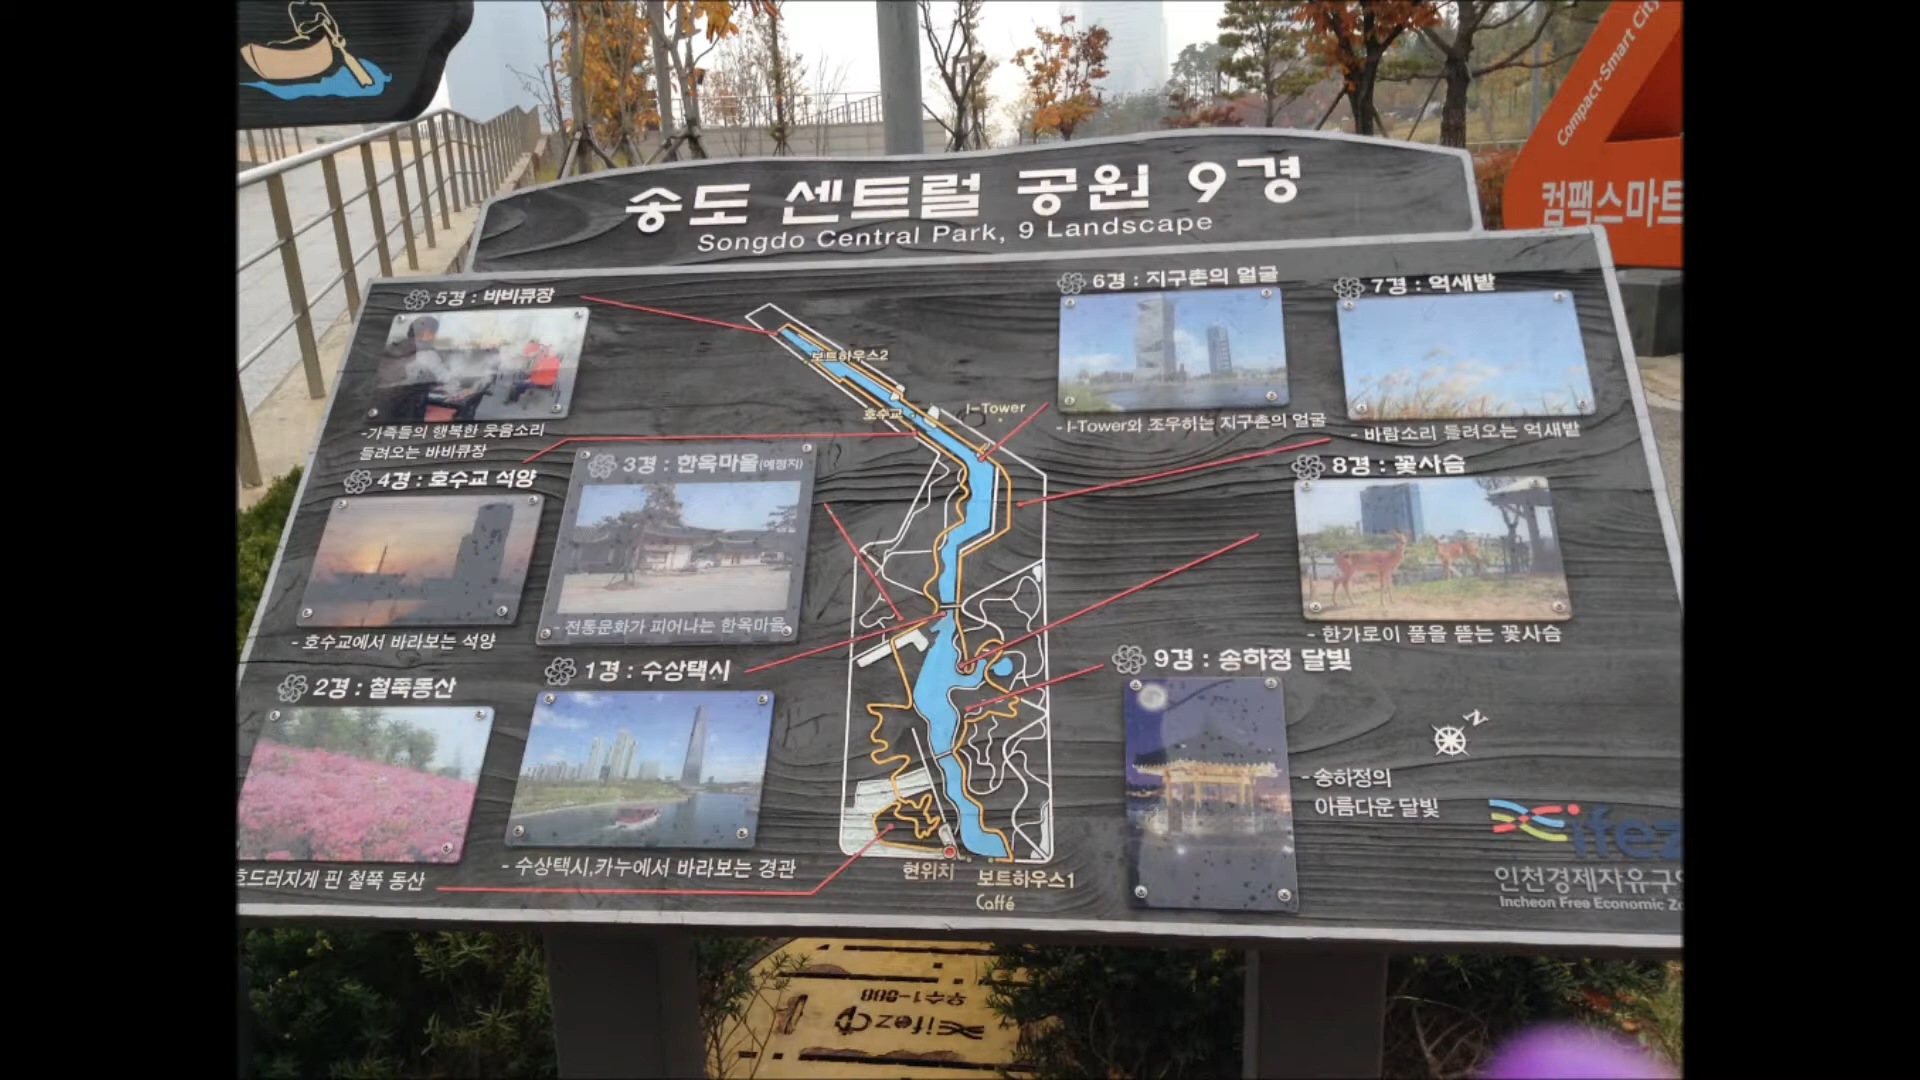 Compact·Smart City
컴팩스마트
송도 센트럴 공원 9경
Songdo Central Park, 9 Landscape
5경 : 바비큐장
-가족들의 행복한 웃음소리
들려오는 바비큐장
4경 : 호수교 석양
- 호수교에서 바라보는 석양
3경 : 한옥마을(예정지)
- 전통문화가 피어나는 한옥마을
2경 : 철쭉동산
흐드러지게 핀 철쭉 동산
1경 : 수상택시
- 수상택시,카누에서 바라보는 경관
보트하우스2
호수교
I-Tower
현위치
보트하우스1
Caffé
6경 : 지구촌의 얼굴
- I-Tower와 조우하는 지구촌의 얼굴
7경 : 억새밭
- 바람소리 들려오는 억새밭
8경 : 꽃사슴
- 한가로이 풀을 뜯는 꽃사슴
9경 : 송하정 달빛
- 송하정의
아름다운 달빛
N
ifez
인천경제자유구
Incheon Free Economic
우수1-888
ifez